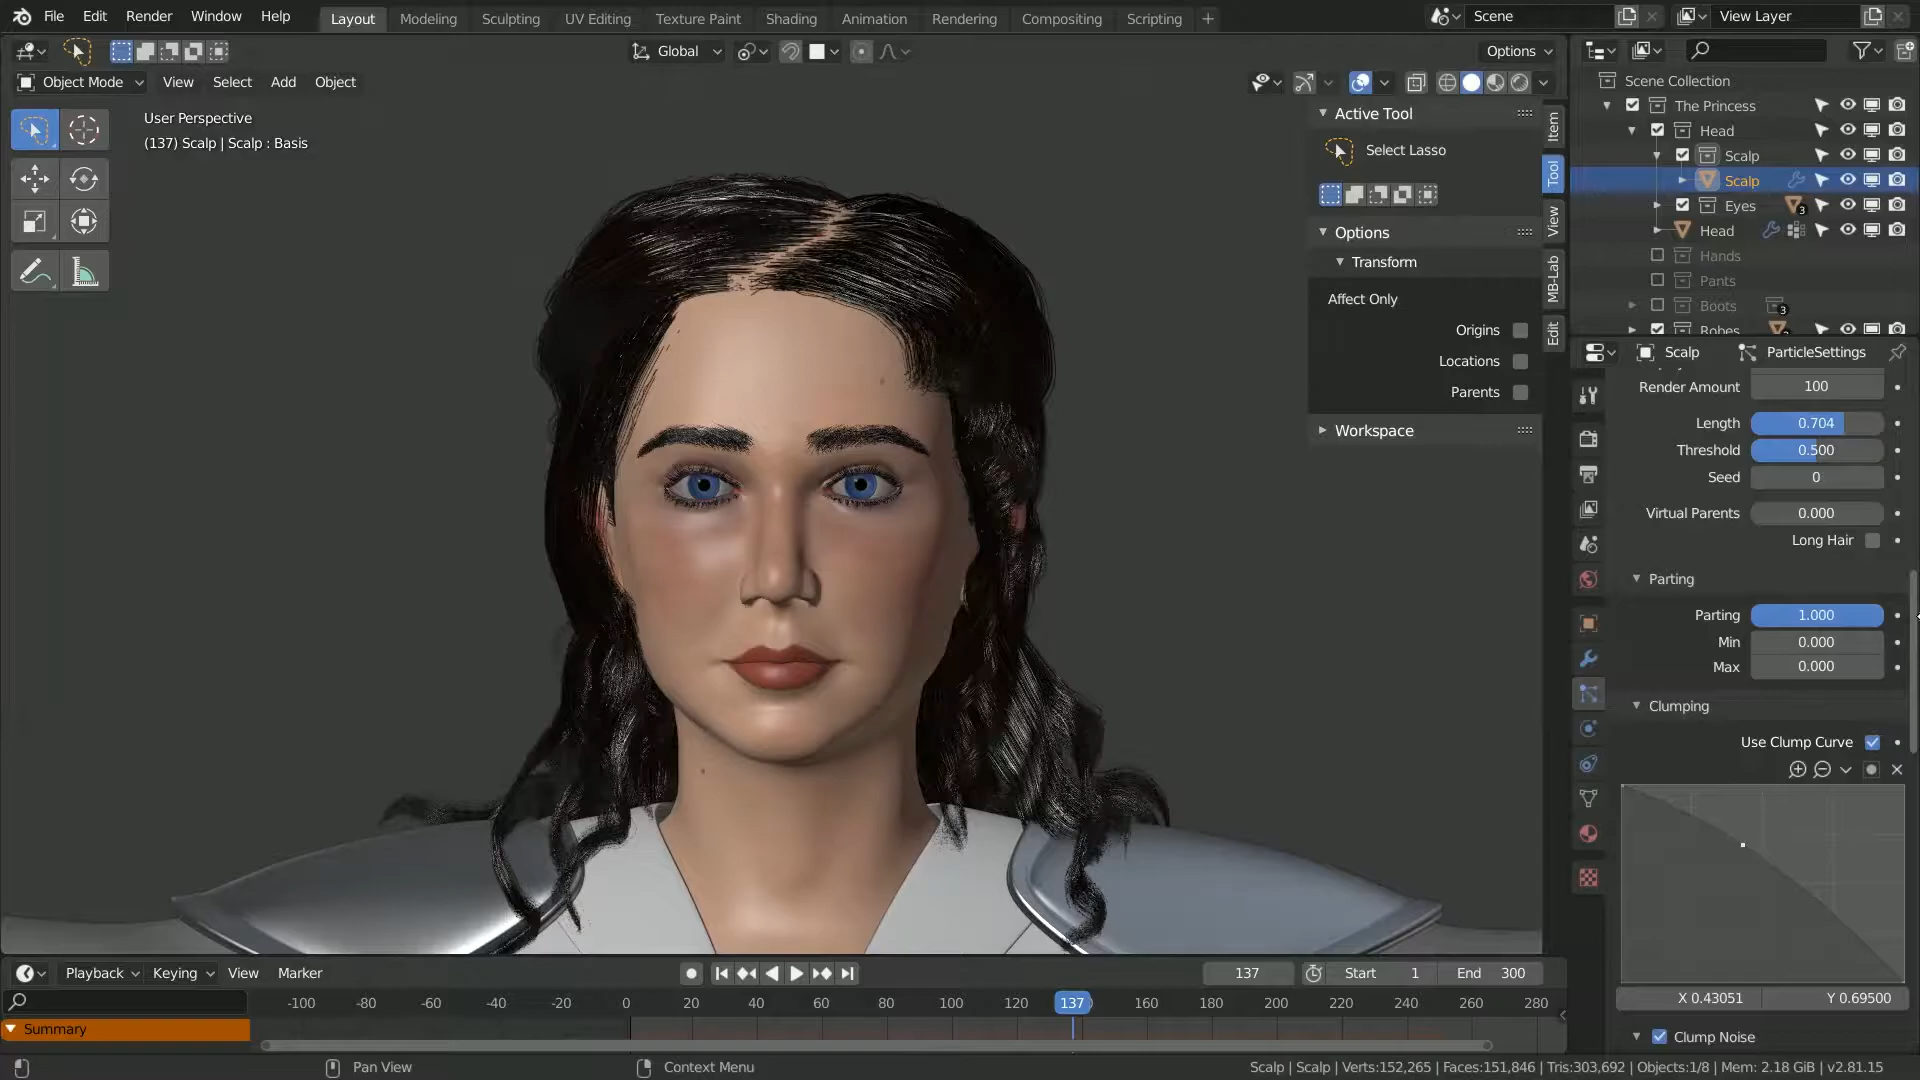 File Edit Render Window Help
Layout Modeling Sculpting UV Editing Texture Paint Shading Animation Rendering Compositing Scripting +
Scene
View Layer
Global
Options
Object Mode View Select Add Object
User Perspective
(137) Scalp | Scalp : Basis
Active Tool
Select Lasso
Options
Transform
Affect Only
Origins
Locations
Parents
Workspace
Item
Tool
View
MB-Lab
Edit
Scene Collection
The Princess
Head
Scalp
Scalp
Eyes 3
Head
Hands
Pants
Boots 3
Robes
Scalp ParticleSettings
Render Amount 100
Length 0.704
Threshold 0.500
Seed 0
Virtual Parents 0.000
Long Hair
Parting
Parting 1.000
Min 0.000
Max 0.000
Clumping
Use Clump Curve
X 0.43051 Y 0.69500
Clump Noise
Playback Keying View Marker
137 Start 1 End 300
-100 -80 -60 -40 -20 0 20 40 60 80 100 120 137 160 180 200 220 240 260 280
Summary
Pan View
Context Menu
Scalp | Scalp | Verts:152,265 | Faces:151,846 | Tris:303,692 | Objects:1/8 | Mem: 2.18 GiB | v2.81.15